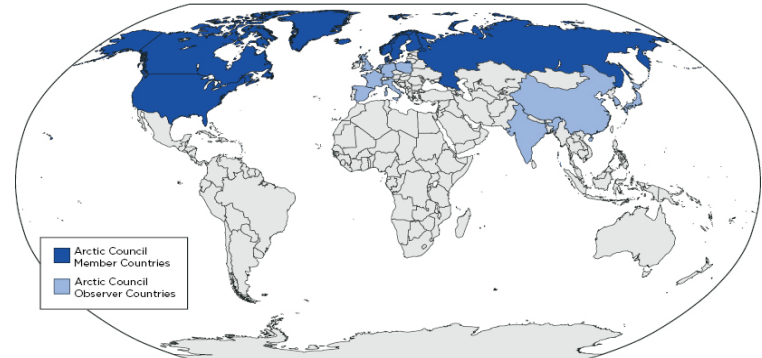 Arctic Council
Member Countries
Arctic Council
Observer Countries